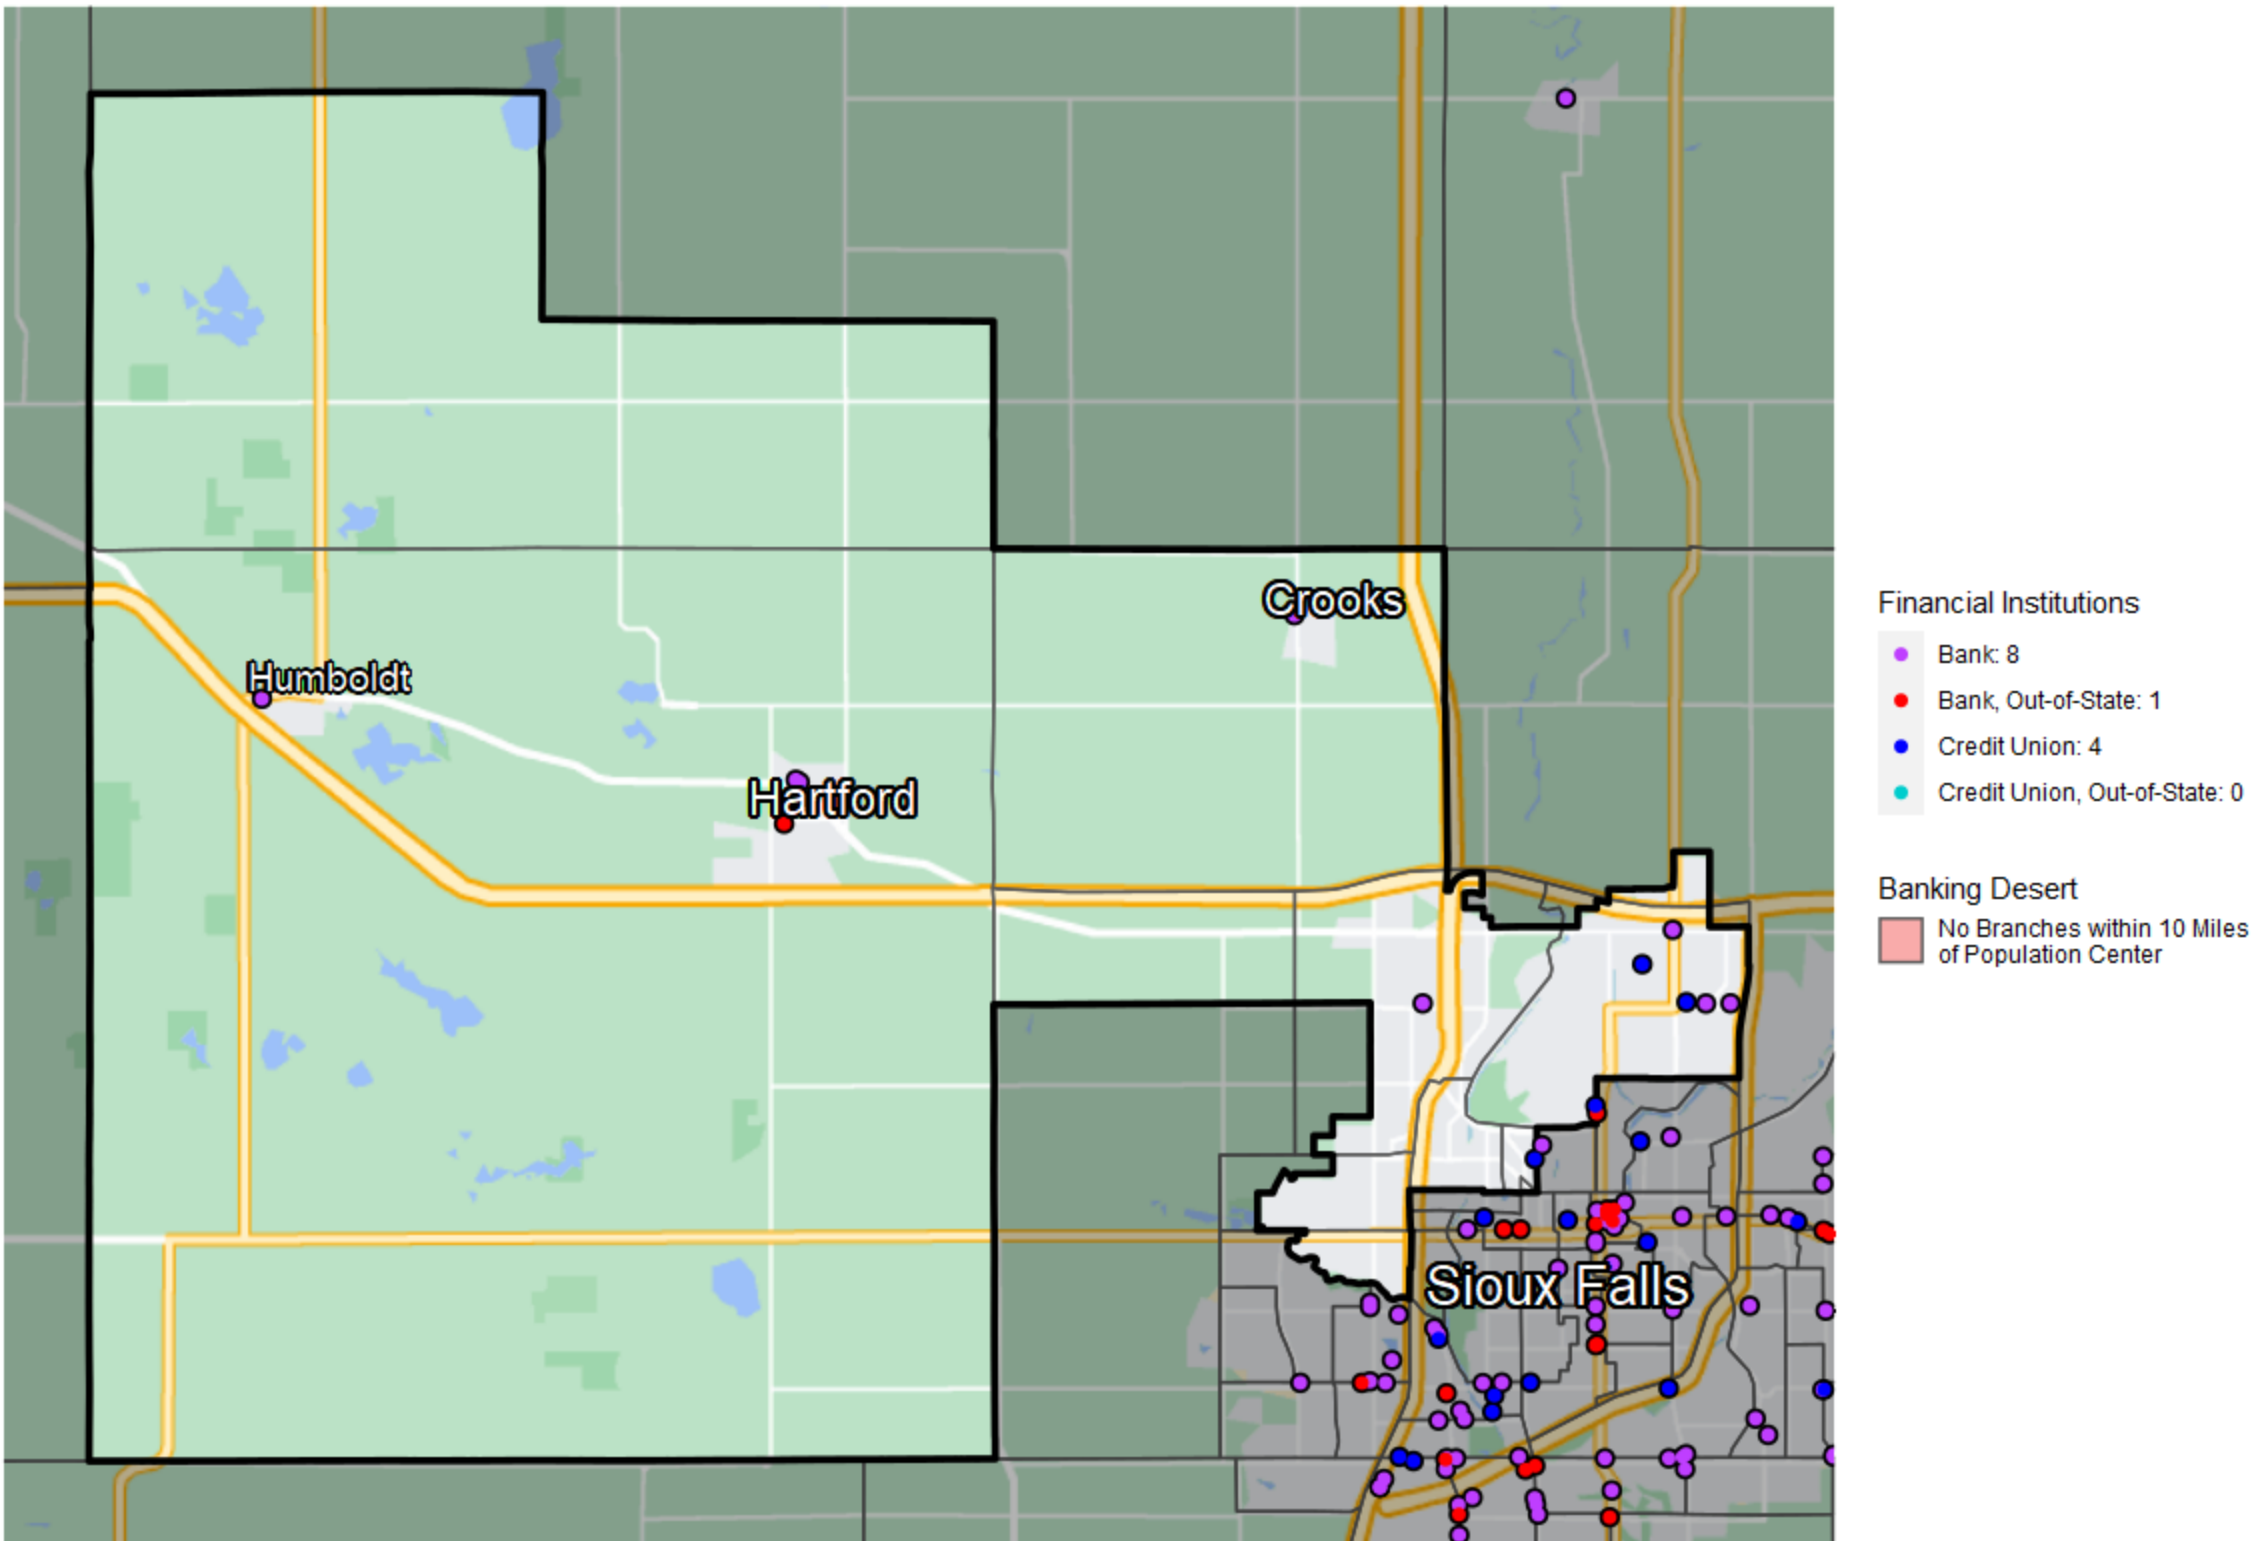 Crooks
Humboldt
Hartford
Sioux Falls
Financial Institutions
Bank: 8
Bank, Out-of-State: 1
Credit Union: 4
Credit Union, Out-of-State: 0
Banking Desert
No Branches within 10 Miles
of Population Center